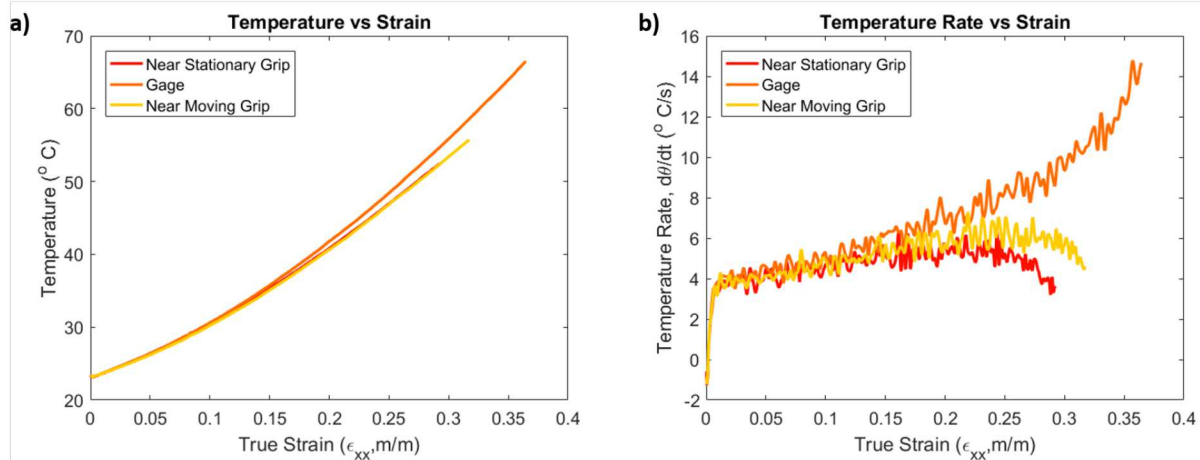 a)
Temperature vs Strain
70
60
50
40
30
20
Temperature (° C)
Near Stationary Grip
Gage
Near Moving Grip
0 0.05 0.1 0.15 0.2 0.25 0.3 0.35 0.4
True Strain (ϵxx,m/m)
b)
Temperature Rate vs Strain
16
14
12
10
8
6
4
2
0
-2
Temperature Rate, dθ/dt (° C/s)
Near Stationary Grip
Gage
Near Moving Grip
0 0.05 0.1 0.15 0.2 0.25 0.3 0.35 0.4
True Strain (ϵxx,m/m)